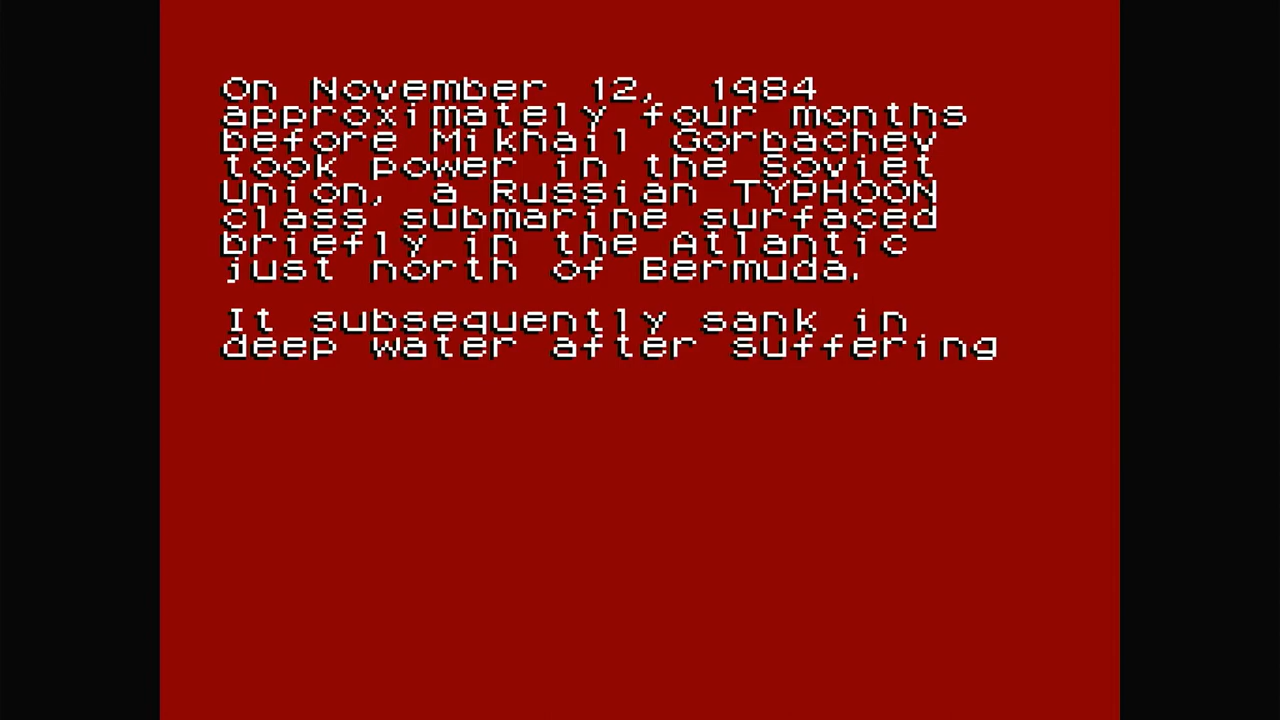 On November 12, 1984
approximately four months
before Mikhail Gorbachev
took power in the Soviet
Union, a Russian TYPHOON
class submarine surfaced
briefly in the Atlantic
just north of Bermuda.
It subsequently sank in
deep water after suffering